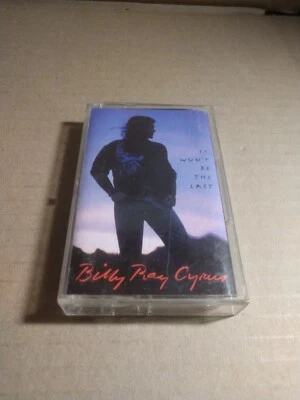 IT
WON'T
BE
THE
LAST
Billy Ray Cyrus